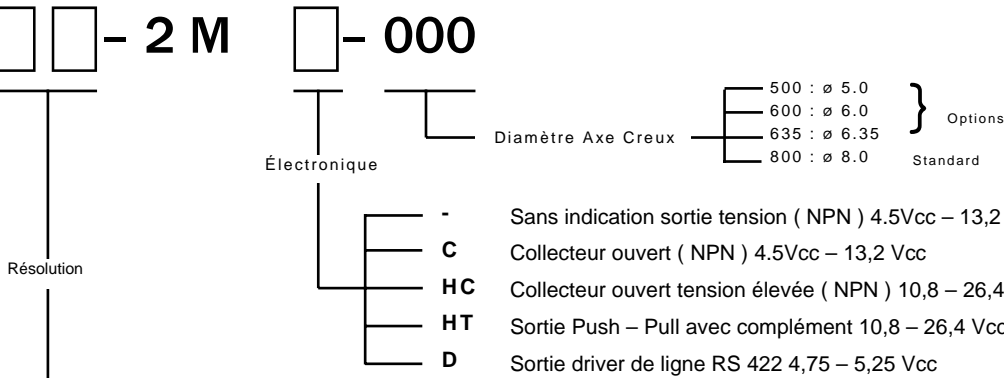 - 2 M - 000
500 : ø 5.0
600 : ø 6.0
Options
635 : ø 6.35
Diamètre Axe Creux
800 : ø 8.0 Standard
Électronique
- Sans indication sortie tension ( NPN ) 4.5Vcc – 13,2
C Collecteur ouvert ( NPN ) 4.5Vcc – 13,2 Vcc
Résolution
HC Collecteur ouvert tension élevée ( NPN ) 10,8 – 26,4
HT Sortie Push – Pull avec complément 10,8 – 26,4 Vcc
D Sortie driver de ligne RS 422 4,75 – 5,25 Vcc